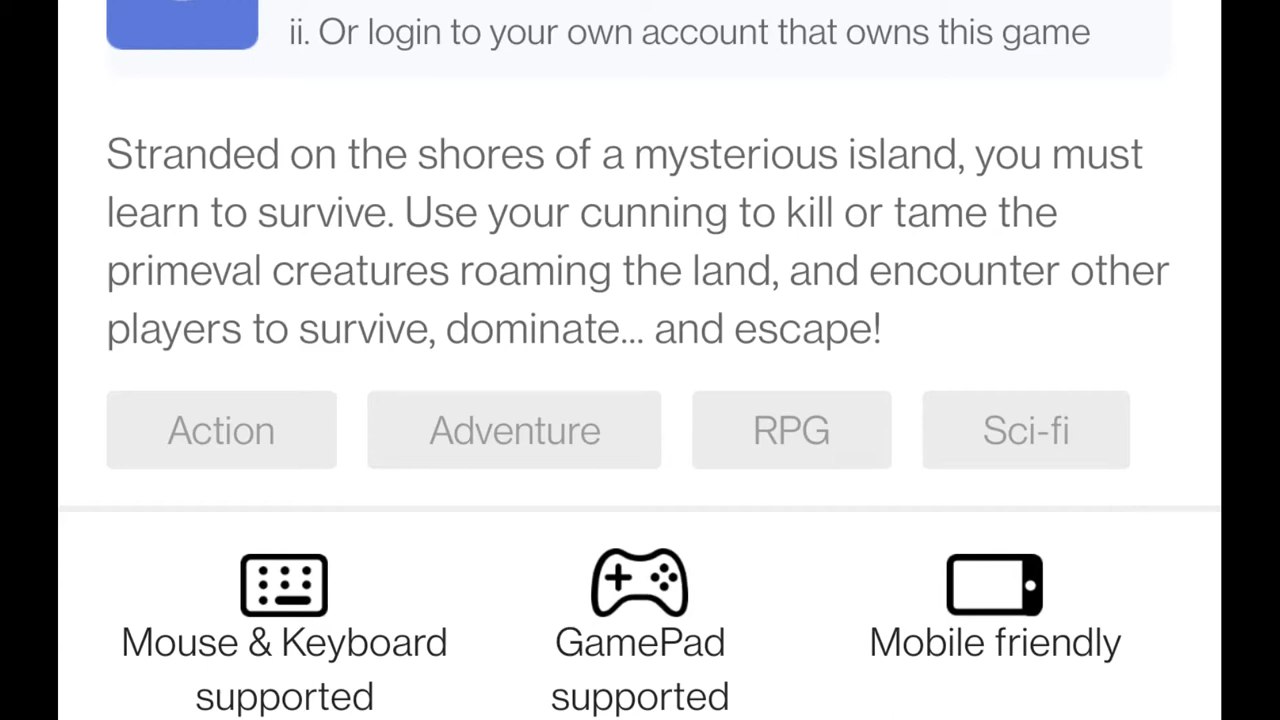 ii. Or login to your own account that owns this game
Stranded on the shores of a mysterious island, you must
learn to survive. Use your cunning to kill or tame the
primeval creatures roaming the land, and encounter other
players to survive, dominate... and escape!
Action Adventure RPG Sci-fi
Mouse & Keyboard
supported
GamePad
supported
Mobile friendly